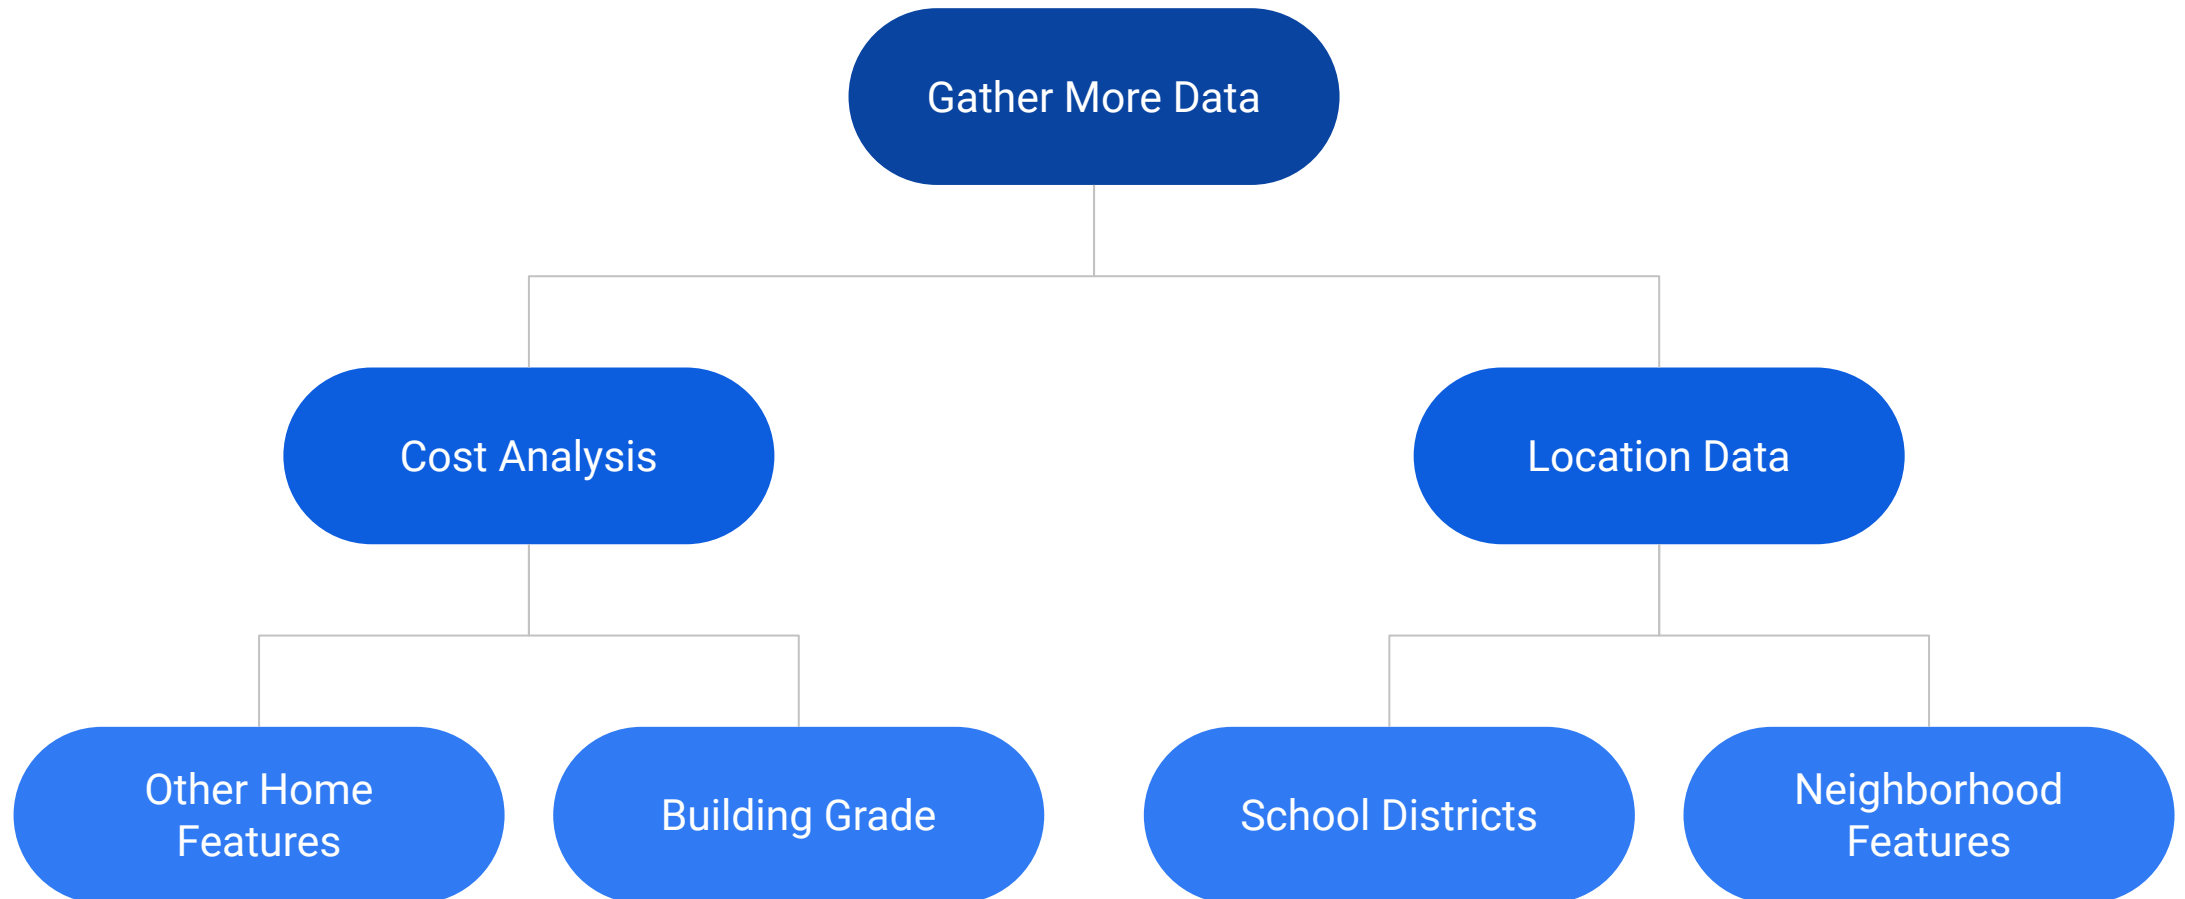 Gather More Data
Cost Analysis
Location Data
Other Home
Features
Building Grade
School Districts
Neighborhood
Features